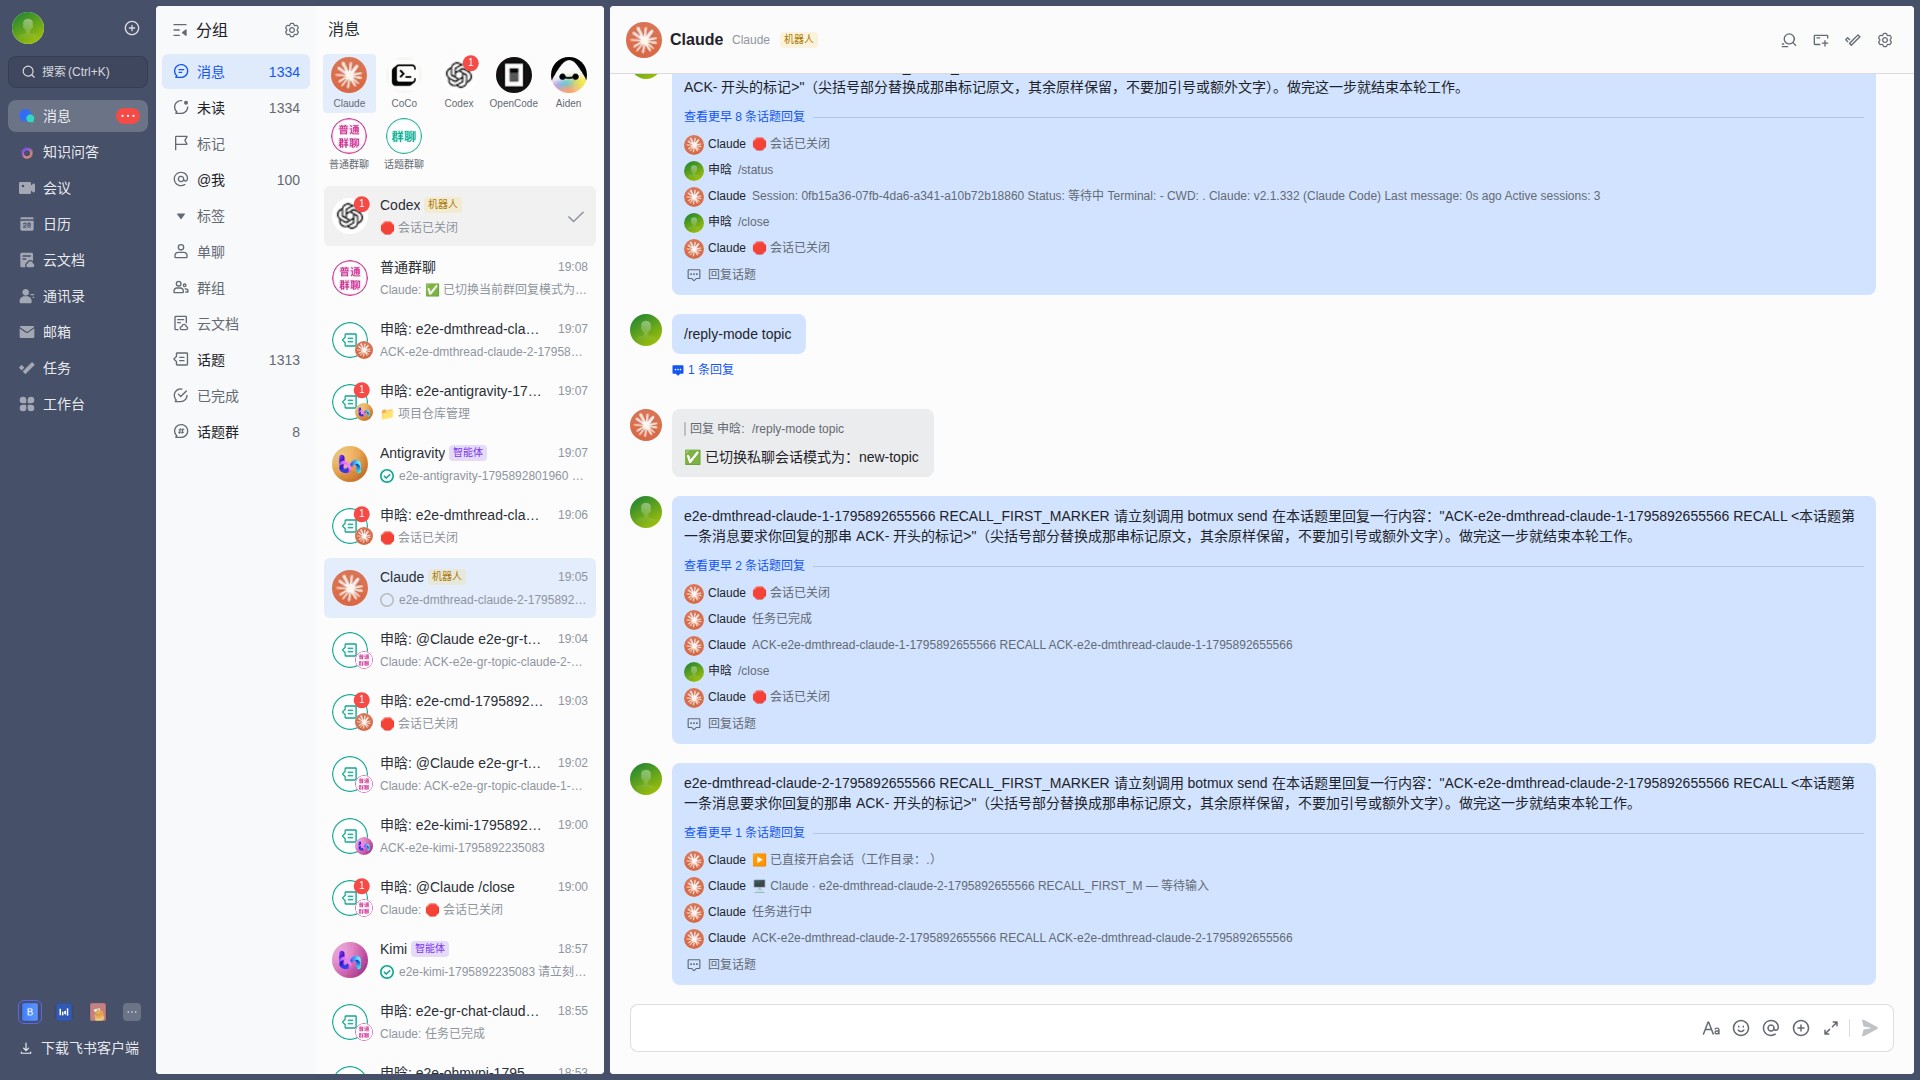 搜索 (Ctrl+K)
消息
知识问答
会议
日历
云文档
通讯录
邮箱
任务
工作台
下载飞书客户端
分组
消息 1334
未读 1334
标记
@我 100
标签
单聊
群组
云文档
话题 1313
已完成
话题群 8
消息
1
Claude CoCo Codex OpenCode Aiden
普通群聊 群聊
普通群聊 话题群聊
1 Codex 机器人
会话已关闭
普通群聊 普通群聊 19:08
Claude: ✅ 已切换当前群回复模式为…
申晗: e2e-dmthread-cla… 19:07
ACK-e2e-dmthread-claude-2-17958…
1 申晗: e2e-antigravity-17… 19:07
📁 项目仓库管理
Antigravity 智能体 19:07
e2e-antigravity-1795892801960 …
1 申晗: e2e-dmthread-cla… 19:06
会话已关闭
Claude 机器人 19:05
e2e-dmthread-claude-2-1795892…
申晗: @Claude e2e-gr-t… 19:04
Claude: ACK-e2e-gr-topic-claude-2-…
1 申晗: e2e-cmd-1795892… 19:03
会话已关闭
申晗: @Claude e2e-gr-t… 19:02
Claude: ACK-e2e-gr-topic-claude-1-…
申晗: e2e-kimi-1795892… 19:00
ACK-e2e-kimi-1795892235083
1 申晗: @Claude /close 19:00
Claude: 会话已关闭
Kimi 智能体 18:57
e2e-kimi-1795892235083 请立刻…
申晗: e2e-gr-chat-claud… 18:55
Claude: 任务已完成
申晗: e2e-ohmypi-1795… 18:53
Claude Claude 机器人
ACK- 开头的标记>"（尖括号部分替换成那串标记原文，其余原样保留，不要加引号或额外文字）。做完这一步就结束本轮工作。
查看更早 8 条话题回复
Claude 会话已关闭
申晗 /status
Claude Session: 0fb15a36-07fb-4da6-a341-a10b72b18860 Status: 等待中 Terminal: - CWD: . Claude: v2.1.332 (Claude Code) Last message: 0s ago Active sessions: 3
申晗 /close
Claude 会话已关闭
回复话题
/reply-mode topic
1 条回复
回复 申晗: /reply-mode topic
✅ 已切换私聊会话模式为：new-topic
e2e-dmthread-claude-1-1795892655566 RECALL_FIRST_MARKER 请立刻调用 botmux send 在本话题里回复一行内容："ACK-e2e-dmthread-claude-1-1795892655566 RECALL <本话题第
一条消息要求你回复的那串 ACK- 开头的标记>"（尖括号部分替换成那串标记原文，其余原样保留，不要加引号或额外文字）。做完这一步就结束本轮工作。
查看更早 2 条话题回复
Claude 会话已关闭
Claude 任务已完成
Claude ACK-e2e-dmthread-claude-1-1795892655566 RECALL ACK-e2e-dmthread-claude-1-1795892655566
申晗 /close
Claude 会话已关闭
回复话题
e2e-dmthread-claude-2-1795892655566 RECALL_FIRST_MARKER 请立刻调用 botmux send 在本话题里回复一行内容："ACK-e2e-dmthread-claude-2-1795892655566 RECALL <本话题第
一条消息要求你回复的那串 ACK- 开头的标记>"（尖括号部分替换成那串标记原文，其余原样保留，不要加引号或额外文字）。做完这一步就结束本轮工作。
查看更早 1 条话题回复
Claude ▶️ 已直接开启会话（工作目录：.）
Claude 🖥️ Claude · e2e-dmthread-claude-2-1795892655566 RECALL_FIRST_M — 等待输入
Claude 任务进行中
Claude ACK-e2e-dmthread-claude-2-1795892655566 RECALL ACK-e2e-dmthread-claude-2-1795892655566
回复话题
Aa